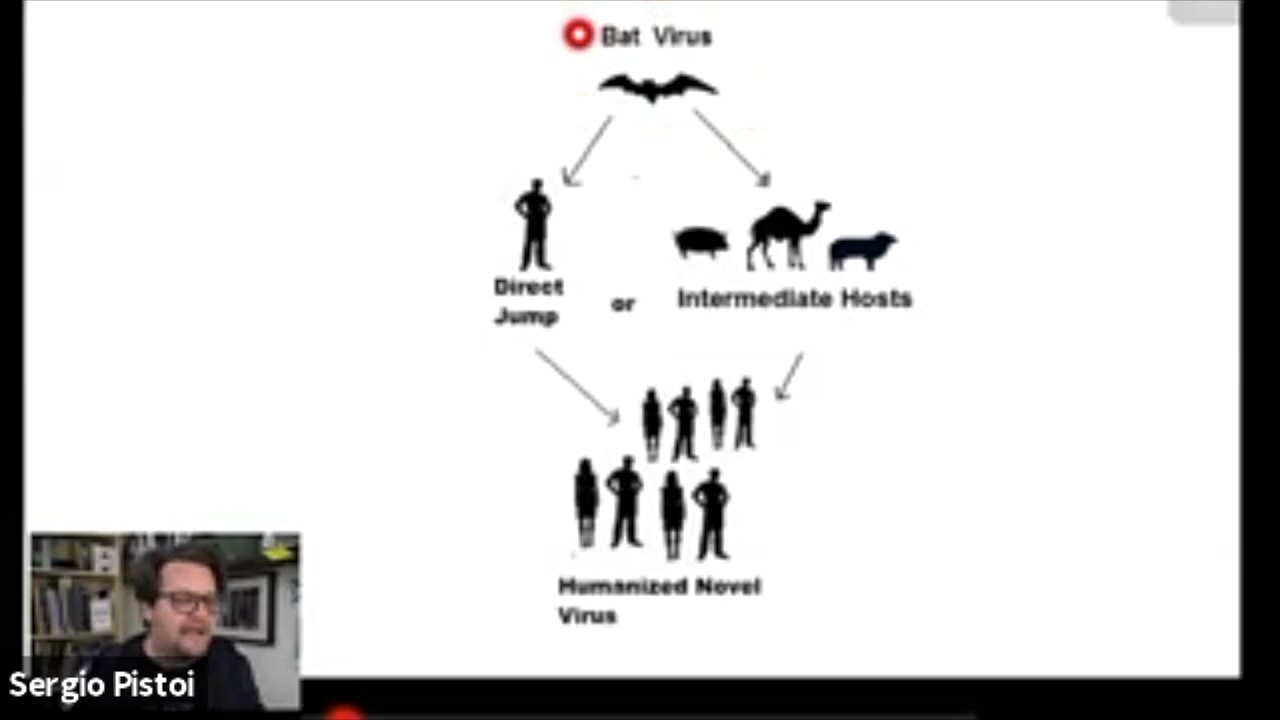 Bat Virus
Direct
Jump
or
Intermediate Hosts
Humanized Novel
Virus
Sergio Pistoi